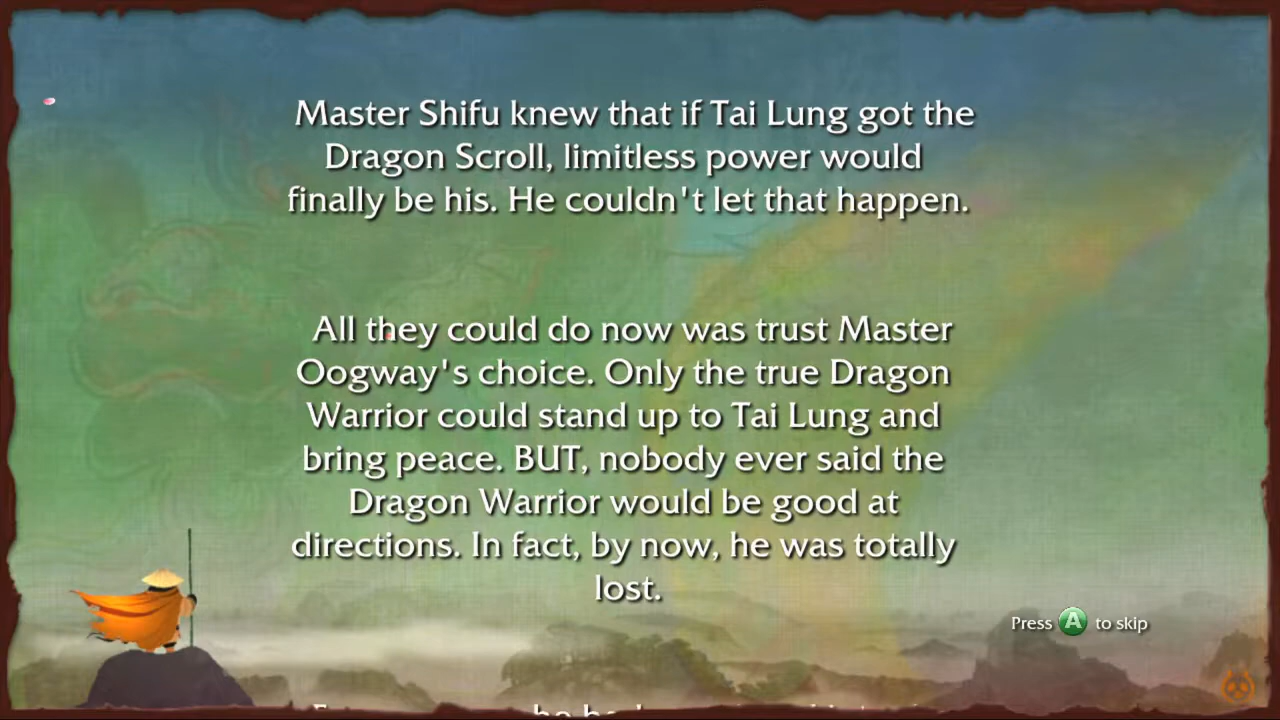 Master Shifu knew that if Tai Lung got the
Dragon Scroll, limitless power would
finally be his. He couldn't let that happen.
All they could do now was trust Master
Oogway's choice. Only the true Dragon
Warrior could stand up to Tai Lung and
bring peace. BUT, nobody ever said the
Dragon Warrior would be good at
directions. In fact, by now, he was totally
lost.
Press A to skip